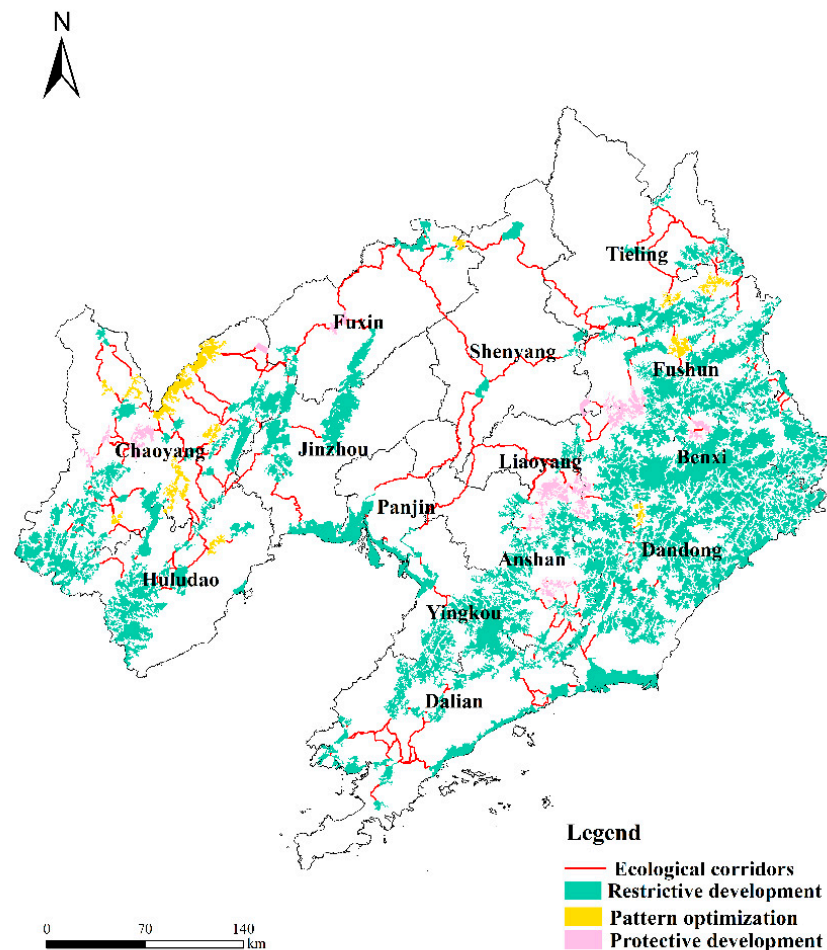 N
Tieling
Fuxin
Shenyang
Fushun
Chaoyang
Jinzhou
Liaoyang
Benxi
Panjin
Anshan
Dandong
Huludao
Yingkou
Dalian
Legend
Ecological corridors
Restrictive development
Pattern optimization
Protective development
0 70 140
km